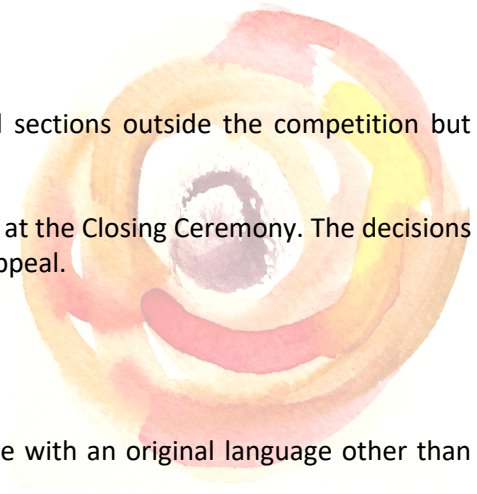 sections outside the competition but
at the Closing Ceremony. The decisions
ppeal.
e with an original language other than